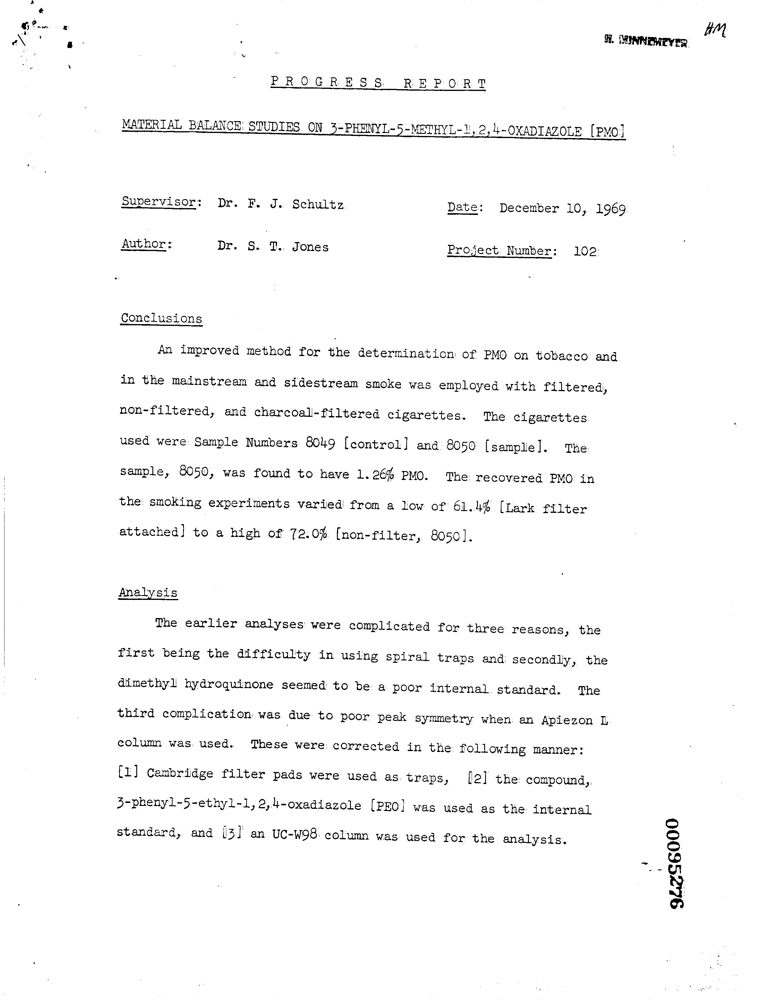 HM
H. MINNEMEYER
PROGRESS REPORT
MATERIAL BALANCE STUDIES ON 3-PHENYL-5-METHYL-1,2,4-OXADIAZOLE [PMO]
Supervisor: Dr. F. J. Schultz
Date: December 10, 1969
Author: Dr. S. T. Jones
Project Number: 102
Conclusions
An improved method for the determination of PMO on tobacco and
in the mainstream and sidestream smoke was employed with filtered,
non-filtered, and charcoal-filtered cigarettes. The cigarettes
used were Sample Numbers 8049 [control] and 8050 [sample]. The
sample, 8050, was found to have 1.26% PMO. The recovered PMO in
the smoking experiments varied from a low of 61.4% [Lark filter
attached] to a high of 72.0% [non-filter, 8050].
Analysis
The earlier analyses were complicated for three reasons, the
first being the difficulty in using spiral traps and secondly, the
dimethyl hydroquinone seemed to be a poor internal standard. The
third complication was due to poor peak symmetry when an Apiezon L
column was used. These were corrected in the following manner:
[1] Cambridge filter pads were used as traps, [2] the compound,
3-phenyl-5-ethyl-1,2,4-oxadiazole [PEO] was used as the internal
standard, and [3] an UC-W98 column was used for the analysis.
00095276